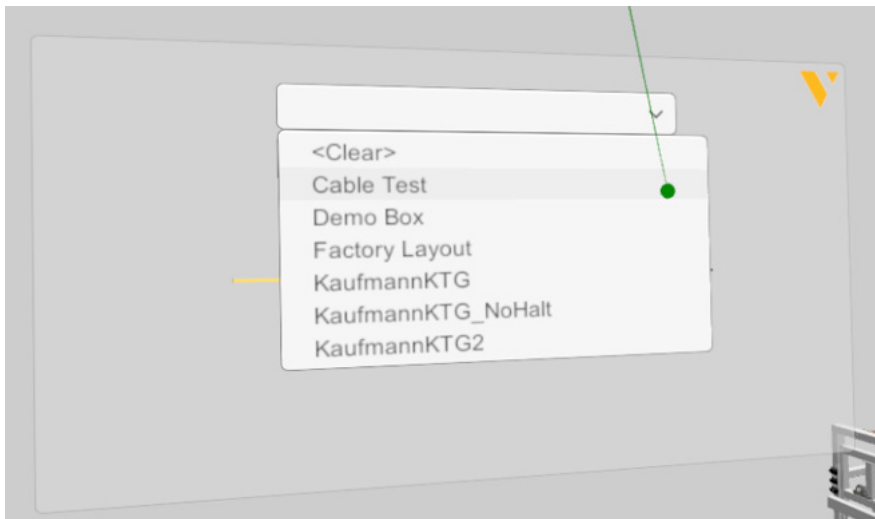 <Clear>
Cable Test
Demo Box
Factory Layout
KaufmannKTG
KaufmannKTG_NoHalt
KaufmannKTG2